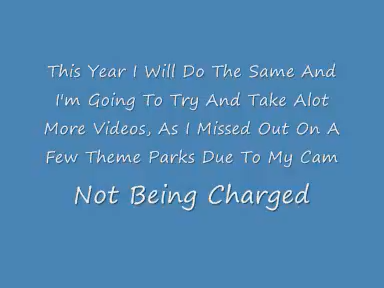 This Year I Will Do The Same And
I'm Going To Try And Take Alot
More Videos, As I Missed Out On A
Few Theme Parks Due To My Cam
Not Being Charged